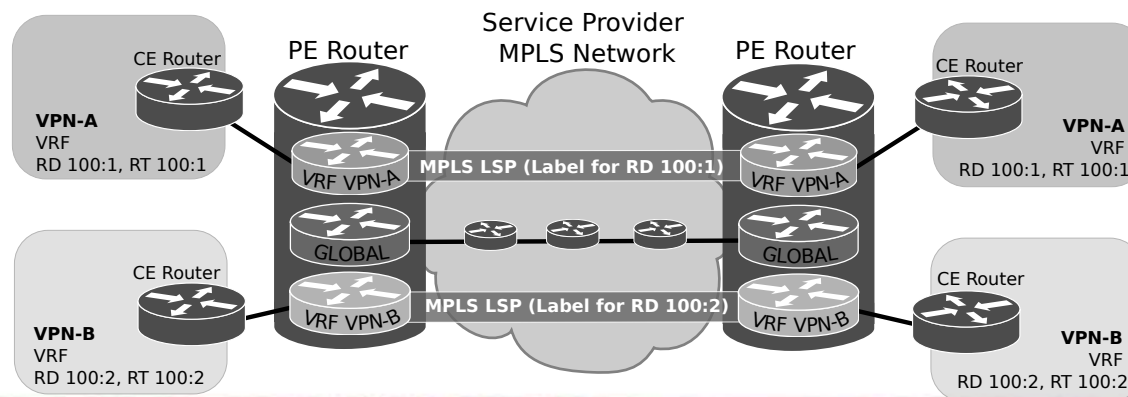 Service Provider
MPLS Network
PE Router
PE Router
CE Router
VPN-A
VRF
RD 100:1, RT 100:1
CE Router
VPN-A
VRF
RD 100:1, RT 100:1
VRF VPN-A
MPLS LSP (Label for RD 100:1)
VRF VPN-A
GLOBAL
GLOBAL
CE Router
VPN-B
VRF
RD 100:2, RT 100:2
VRF VPN-B
MPLS LSP (Label for RD 100:2)
VRF VPN-B
CE Router
VPN-B
VRF
RD 100:2, RT 100:2